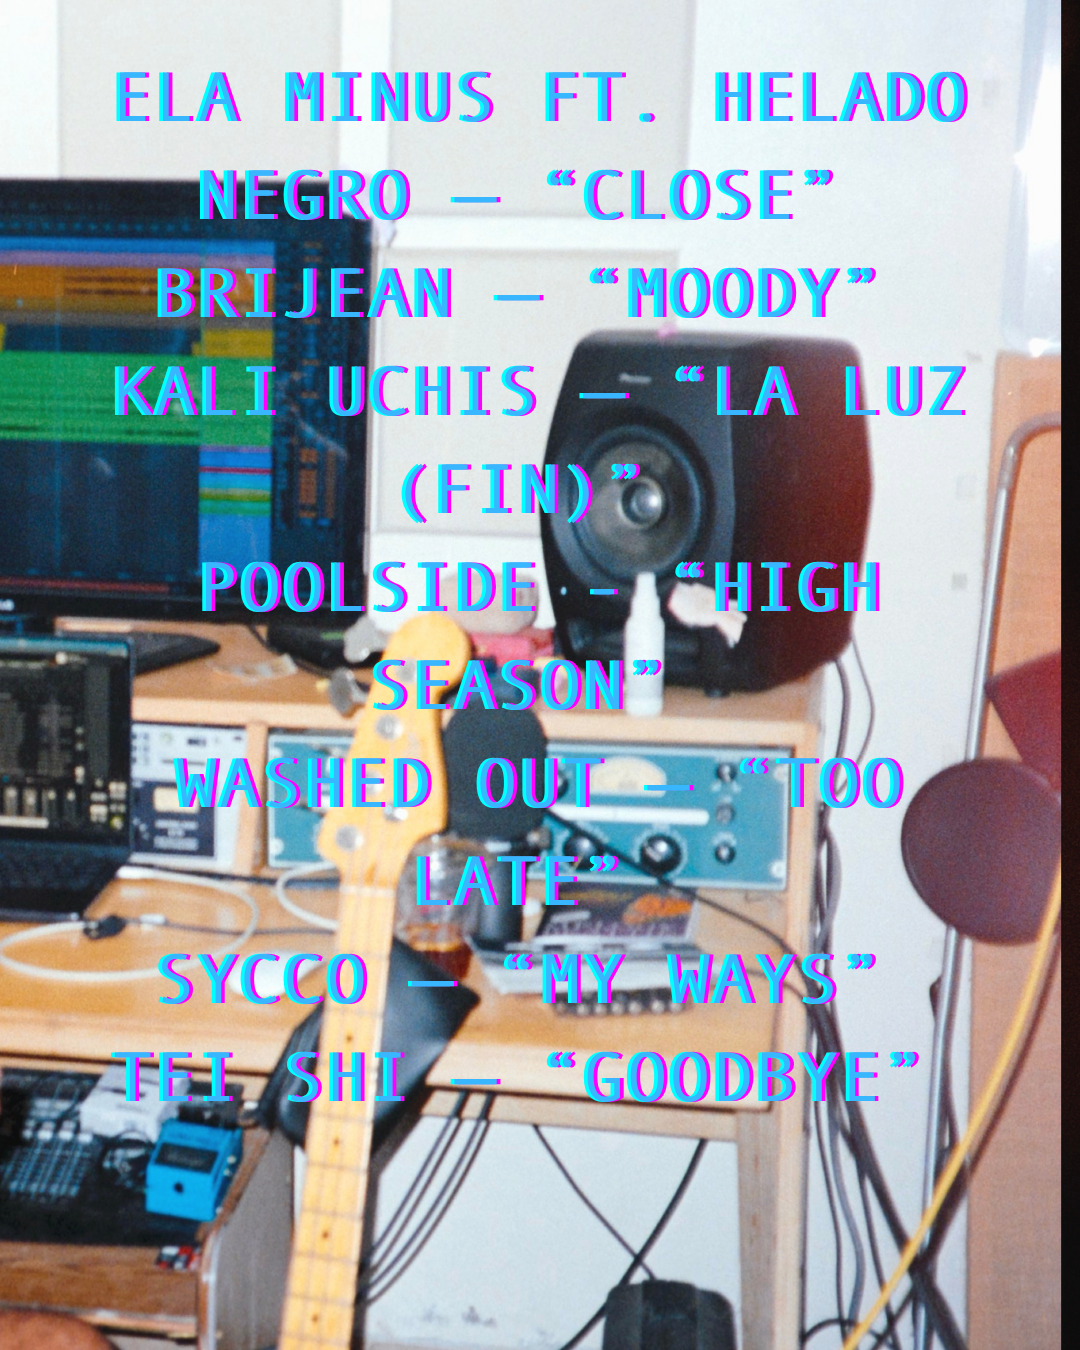 ELA MINUS FT. HELADO
NEGRO — “CLOSE”
BRIJEAN — “MOODY”
KALI UCHIS — “LA LUZ
(FIN)”
POOLSIDE - “HIGH
SEASON”
WASHED OUT — “TOO
LATE”
SYCCO — “MY WAYS”
TEI SHI — “GOODBYE”